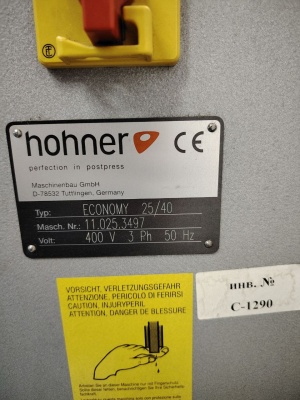 hohner CE
perfection in postpress
Maschinenbau GmbH
D-78532 Tuttlingen, Germany
Typ: ECONOMY 25/40
Masch. Nr.: 11.025.3497
Volt: 400 V 3 Ph 50 Hz
VORSICHT, VERLETZUNGSGEFAHR
ATTENZIONE, PERICOLO DI FERIRSI
CAUTION, INJURYPERIL
ATTENTION, DANGER DE BLESSURE
инв. №
С-1290